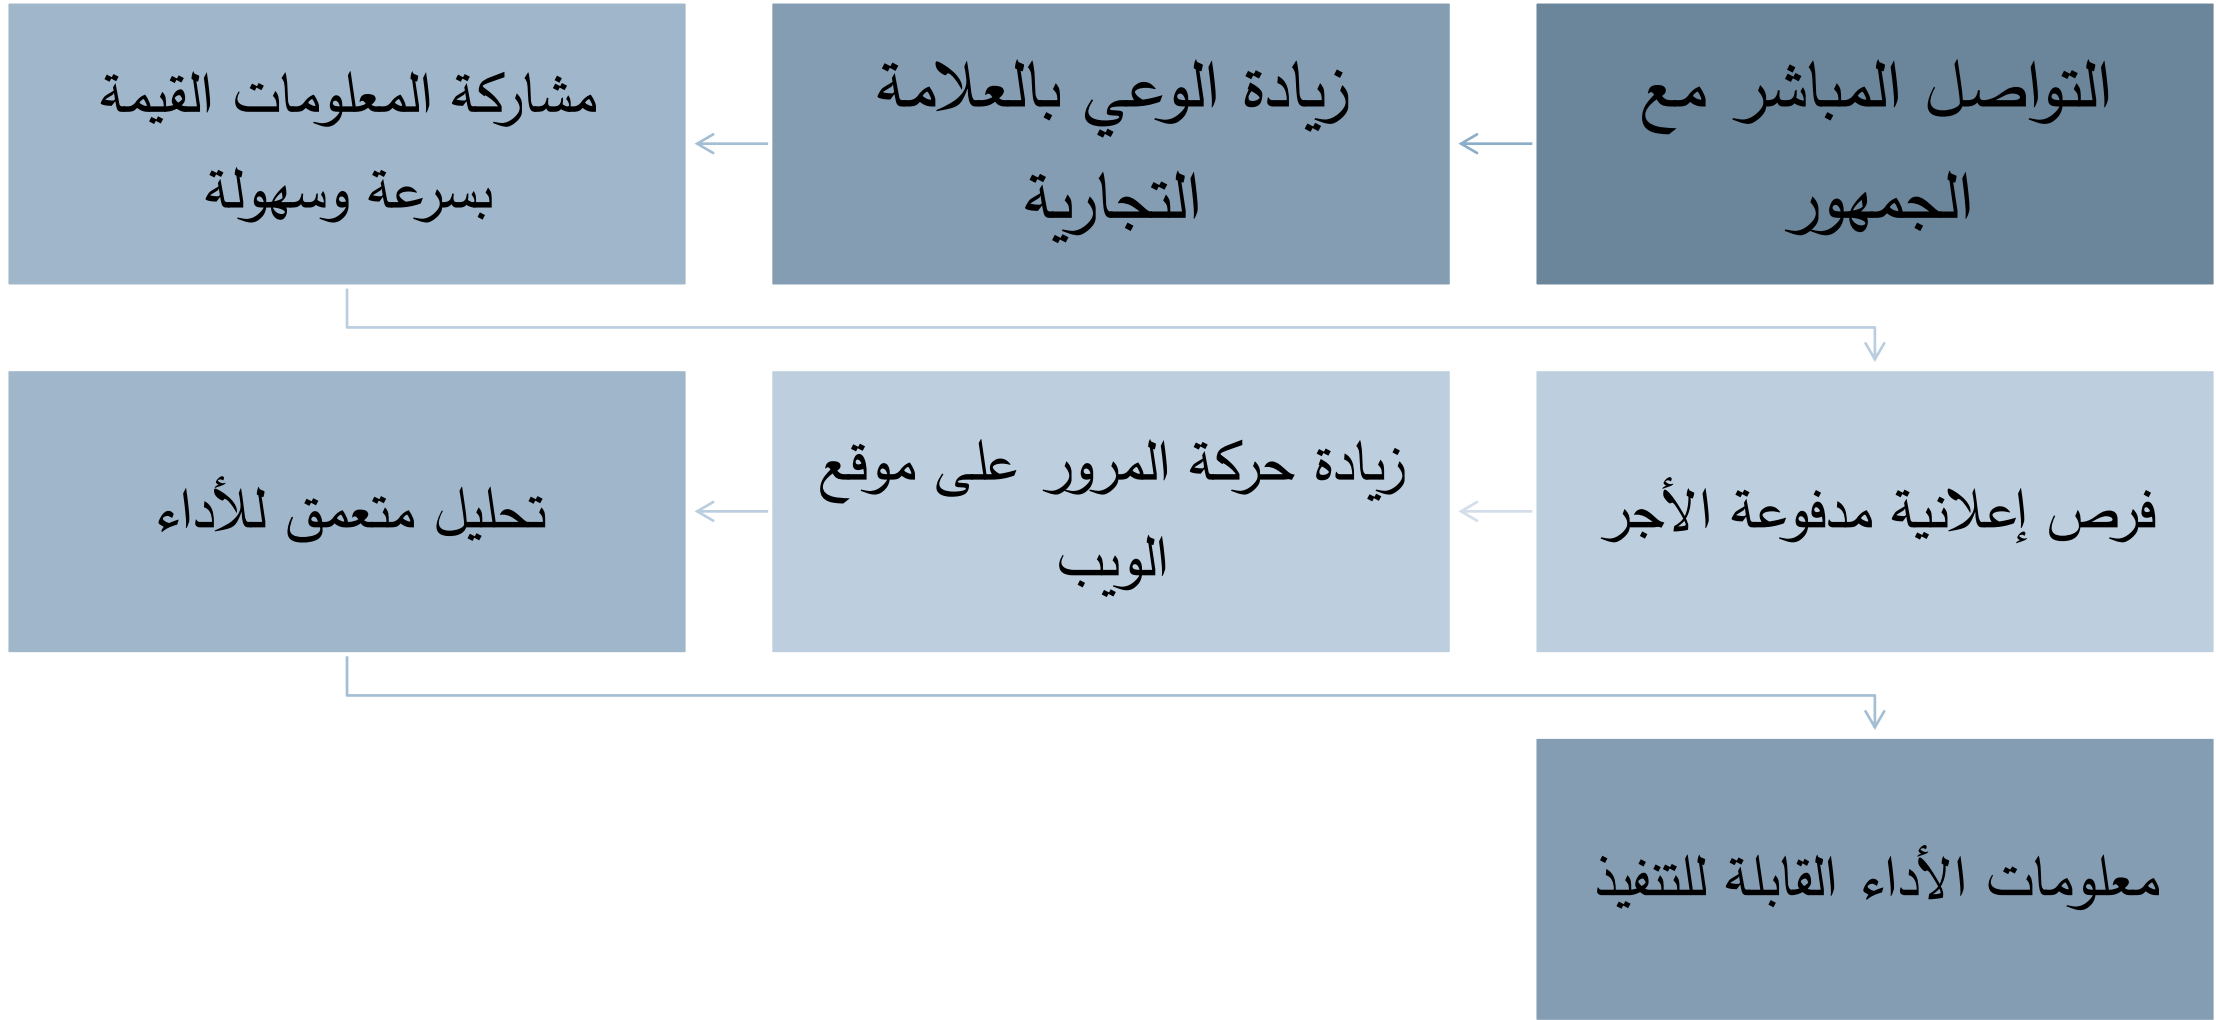 التواصل المباشر مع
الجمهور
زيادة الوعي بالعلامة
التجارية
مشاركة المعلومات القيمة
بسرعة وسهولة
فرص إعلانية مدفوعة الأجر
زيادة حركة المرور على موقع
الويب
تحليل متعمق للأداء
معلومات الأداء القابلة للتنفيذ